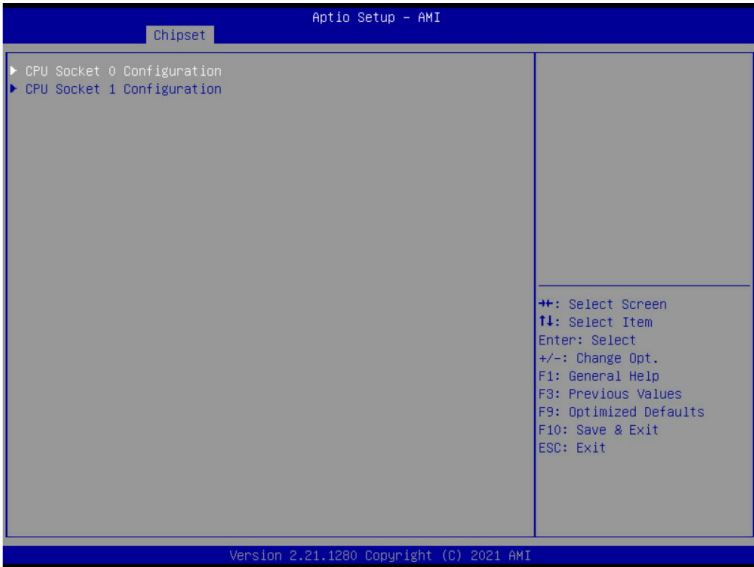 Aptio Setup – AMI
Chipset
▶ CPU Socket 0 Configuration
▶ CPU Socket 1 Configuration
→←: Select Screen
↑↓: Select Item
Enter: Select
+/-: Change Opt.
F1: General Help
F3: Previous Values
F9: Optimized Defaults
F10: Save & Exit
ESC: Exit
Version 2.21.1280 Copyright (C) 2021 AMI